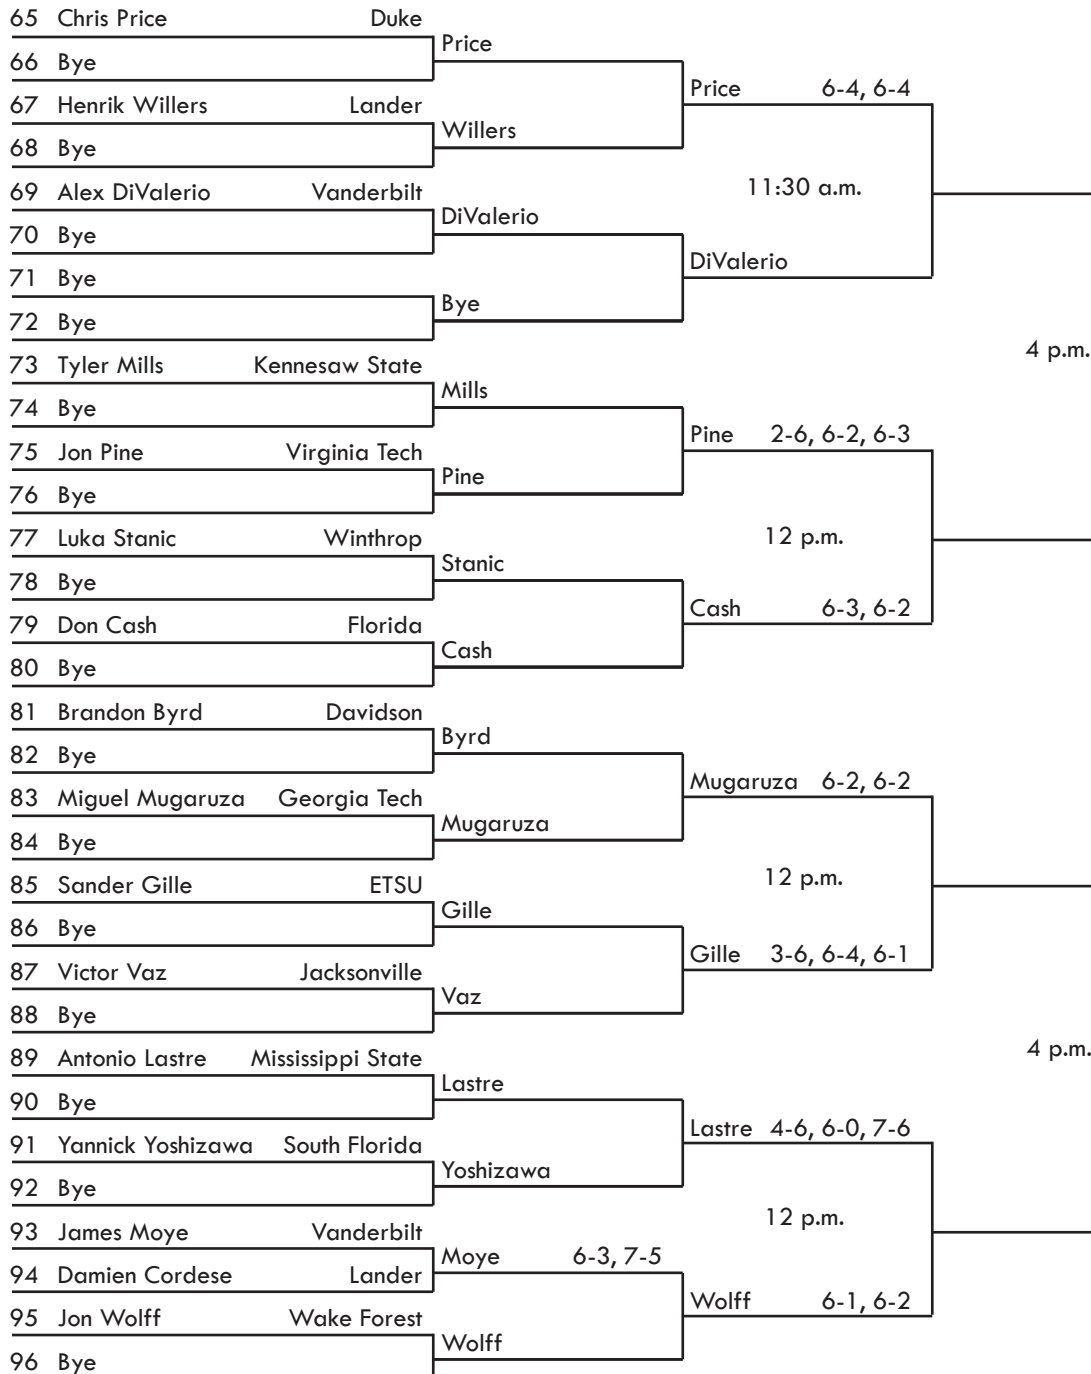 65 Chris Price Duke
Price
66 Bye
Price 6-4, 6-4
67 Henrik Willers Lander
Willers
68 Bye
11:30 a.m.
69 Alex DiValerio Vanderbilt
DiValerio
70 Bye
DiValerio
71 Bye
Bye
72 Bye
4 p.m.
73 Tyler Mills Kennesaw State
Mills
74 Bye
Pine 2-6, 6-2, 6-3
75 Jon Pine Virginia Tech
Pine
76 Bye
12 p.m.
77 Luka Stanic Winthrop
Stanic
78 Bye
Cash 6-3, 6-2
79 Don Cash Florida
Cash
80 Bye
81 Brandon Byrd Davidson
Byrd
82 Bye
Mugaruza 6-2, 6-2
83 Miguel Mugaruza Georgia Tech
Mugaruza
84 Bye
12 p.m.
85 Sander Gille ETSU
Gille
86 Bye
Gille 3-6, 6-4, 6-1
87 Victor Vaz Jacksonville
Vaz
88 Bye
4 p.m.
89 Antonio Lastre Mississippi State
Lastre
90 Bye
Lastre 4-6, 6-0, 7-6
91 Yannick Yoshizawa South Florida
Yoshizawa
92 Bye
12 p.m.
93 James Moye Vanderbilt
Moye 6-3, 7-5
94 Damien Cordese Lander
Wolff 6-1, 6-2
95 Jon Wolff Wake Forest
Wolff
96 Bye